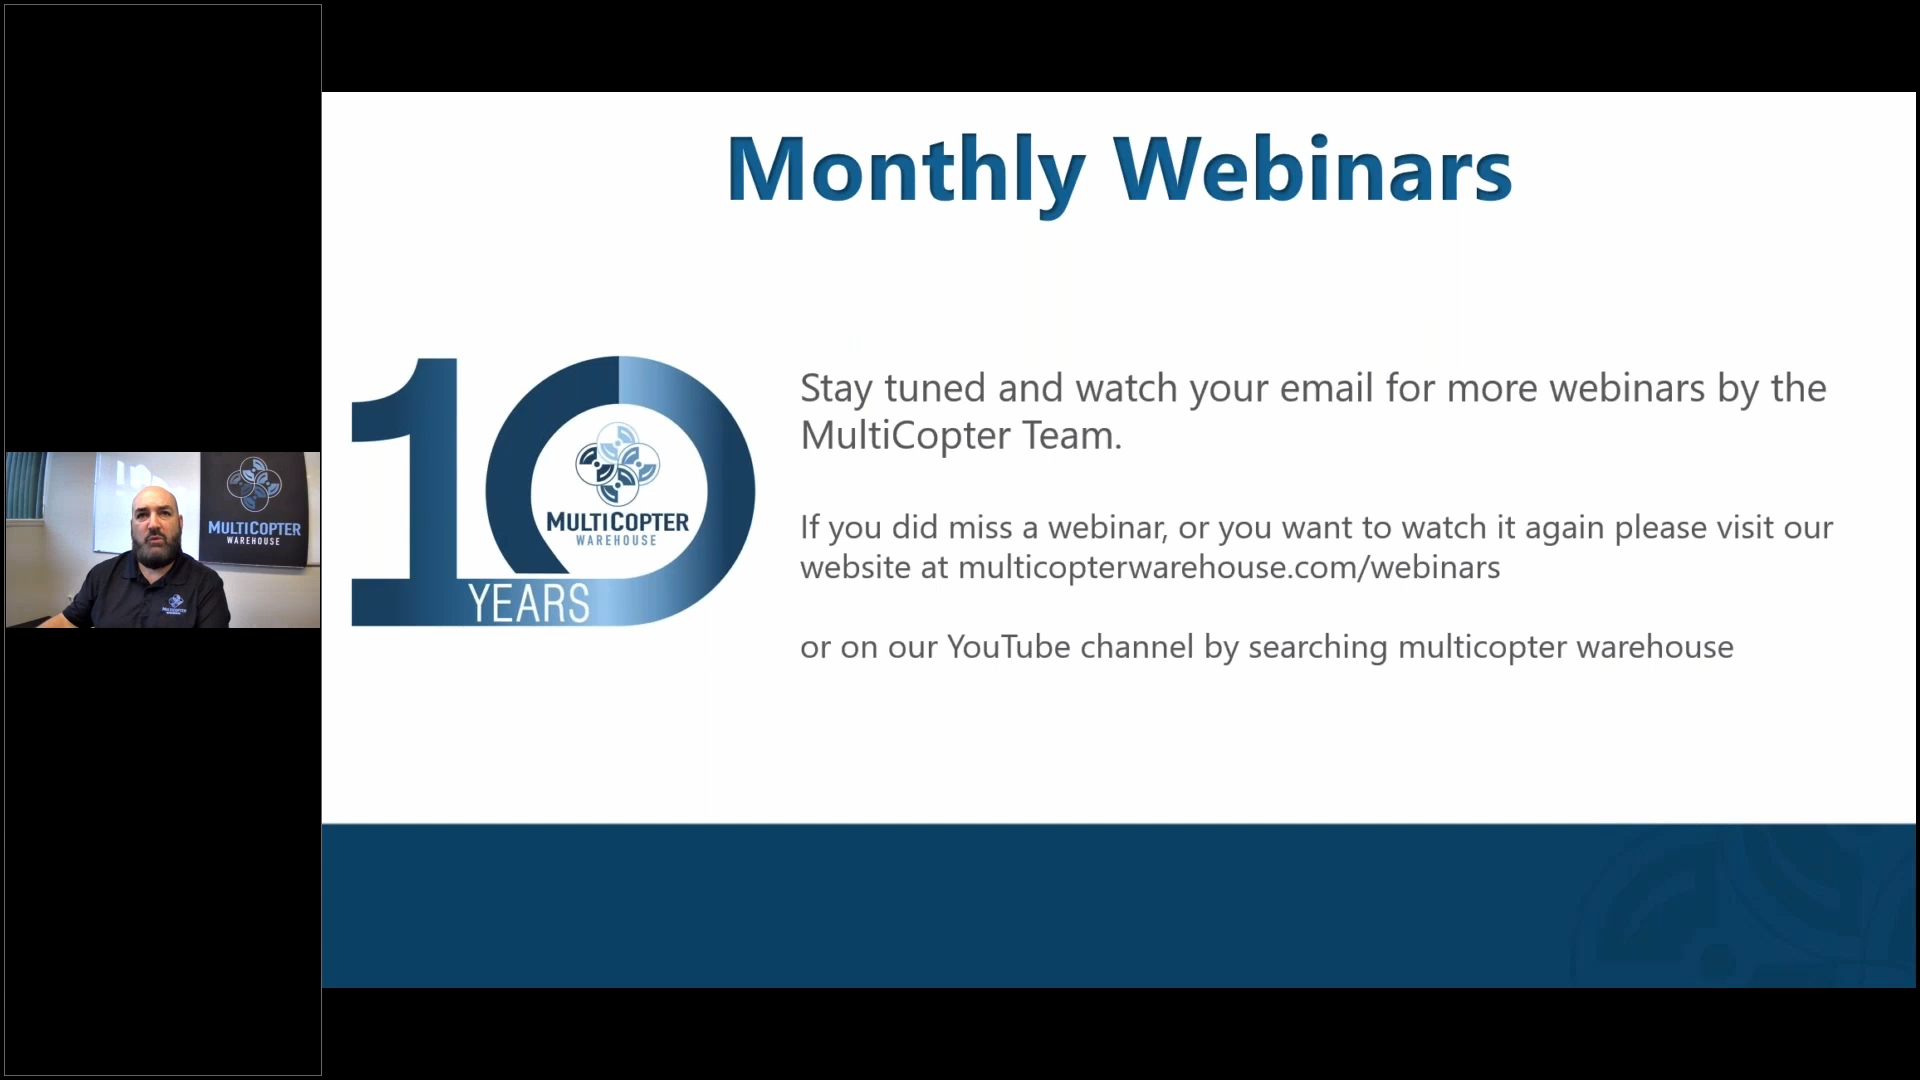 Monthly Webinars
MULTICOPTER
WAREHOUSE
YEARS
10
Stay tuned and watch your email for more webinars by the
MultiCopter Team.
If you did miss a webinar, or you want to watch it again please visit our
website at multicopterwarehouse.com/webinars
or on our YouTube channel by searching multicopter warehouse
MULTICOPTER
WAREHOUSE